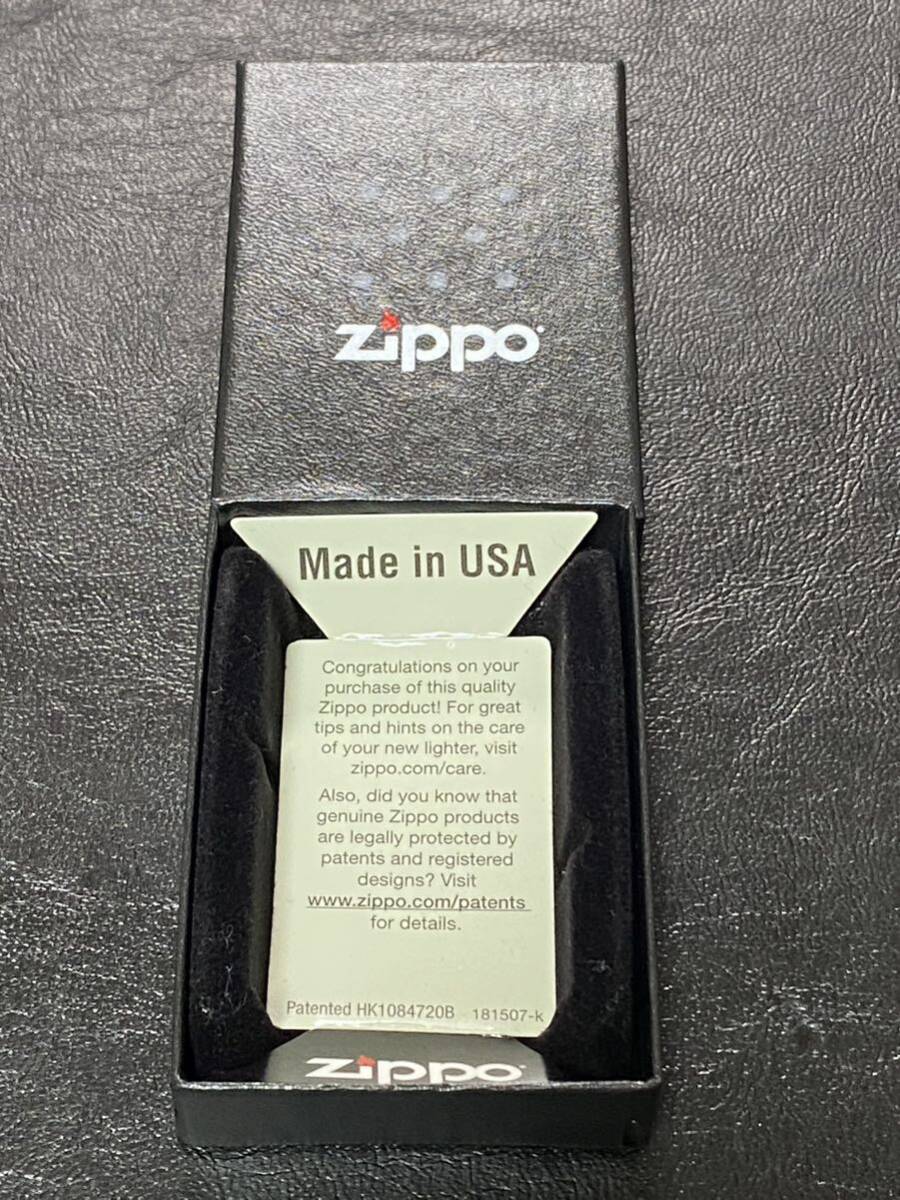 zippo
Made in USA
Congratulations on your
purchase of this quality
Zippo product! For great
tips and hints on the care
of your new lighter, visit
zippo.com/care.
Also, did you know that
genuine Zippo products
are legally protected by
patents and registered
designs? Visit
www.zippo.com/patents
for details.
Patented HK1084720B 181507-k
zippo